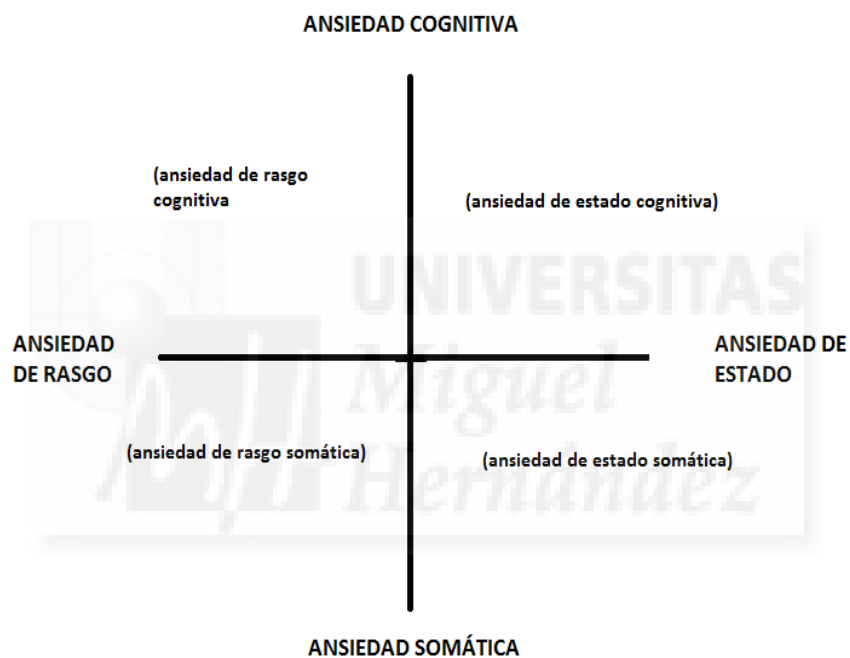 ANSIEDAD COGNITIVA
(ansiedad de rasgo
cognitiva
(ansiedad de estado cognitiva)
UNIVERSITAS
ANSIEDAD
DE RASGO
ANSIEDAD DE
ESTADO
Miguel
(ansiedad de rasgo somática)
(ansiedad de estado somática)
Hernández
ANSIEDAD SOMÁTICA